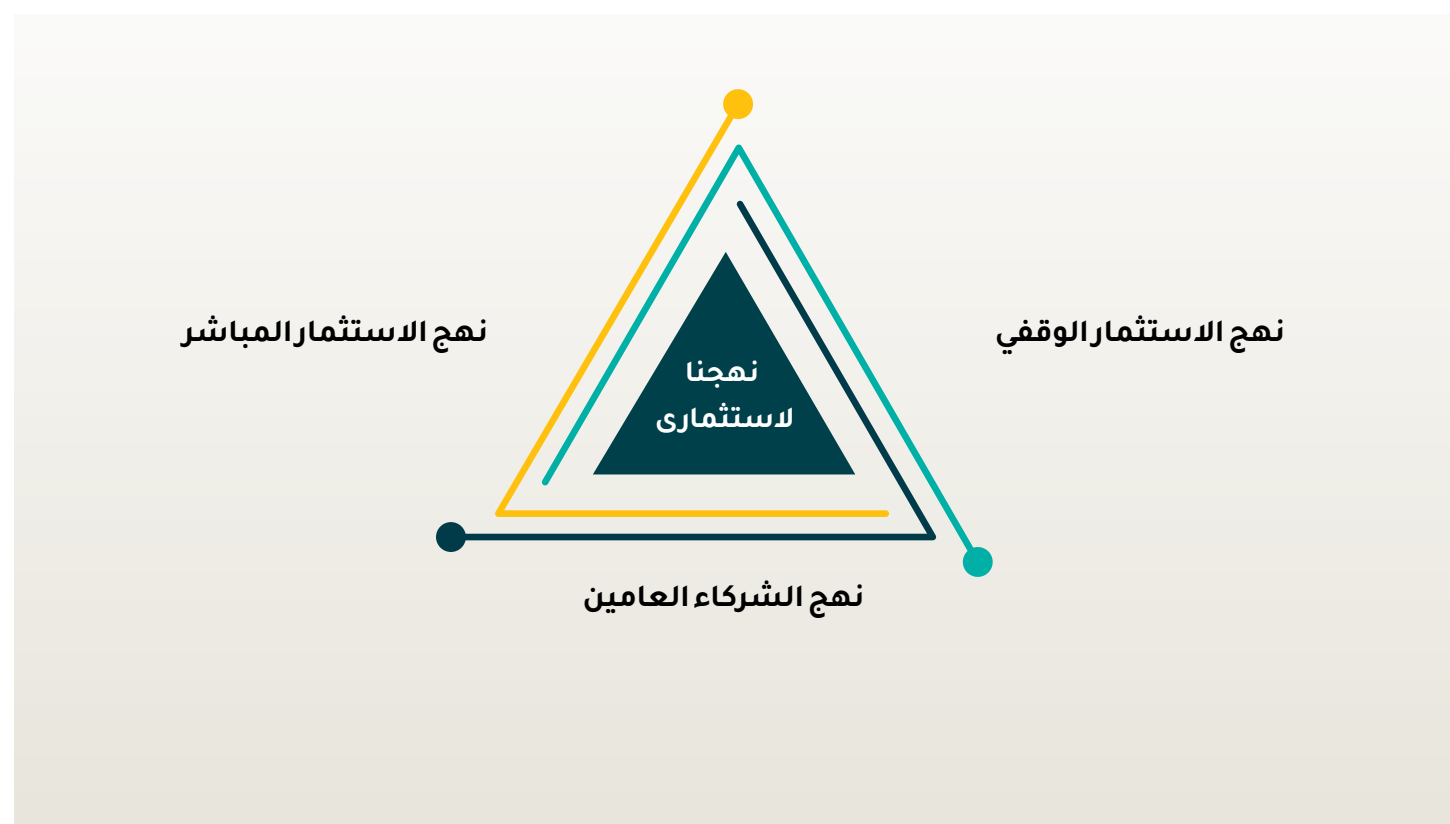 نهج الاستثمار الوقفي
نهج الاستثمار المباشر
نهجنا
لاستثمارى
نهج الشركاء العامين